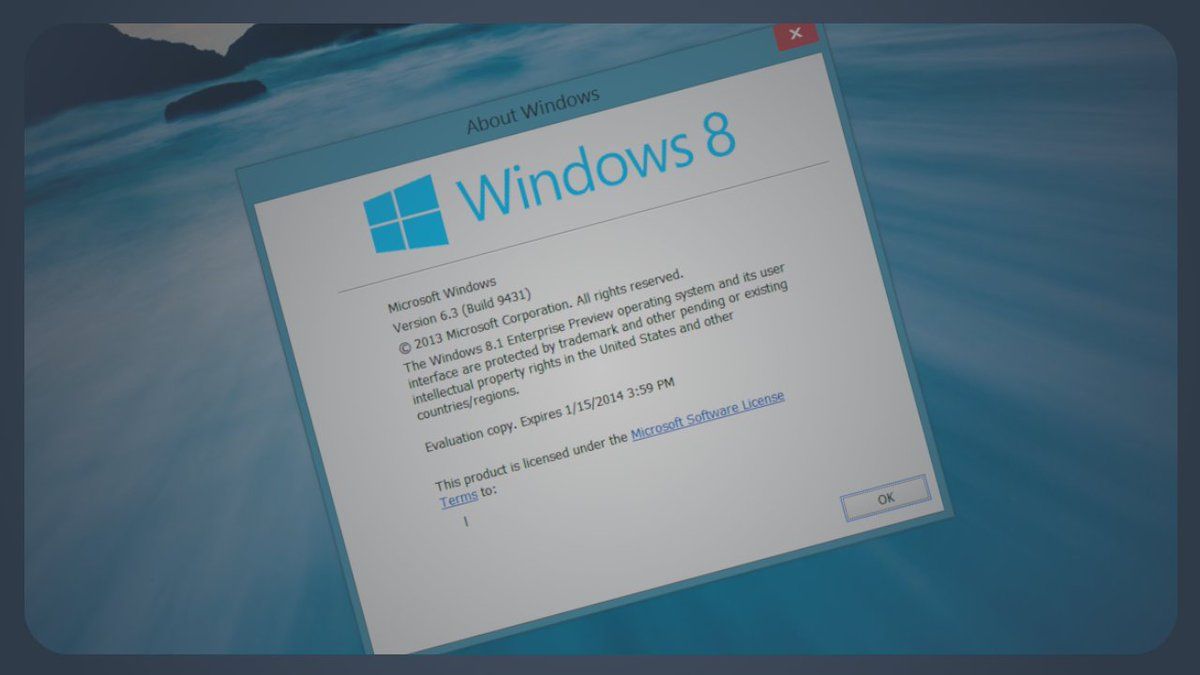 About Windows
Windows 8
Microsoft Windows
Version 6.3 (Build 9431)
© 2013 Microsoft Corporation. All rights reserved.
The Windows 8.1 Enterprise Preview operating system and its user
interface are protected by trademark and other pending or existing
intellectual property rights in the United States and other
countries/regions.
Evaluation copy. Expires 1/15/2014 3:59 PM
This product is licensed under the Microsoft Software License
Terms to:
I
OK